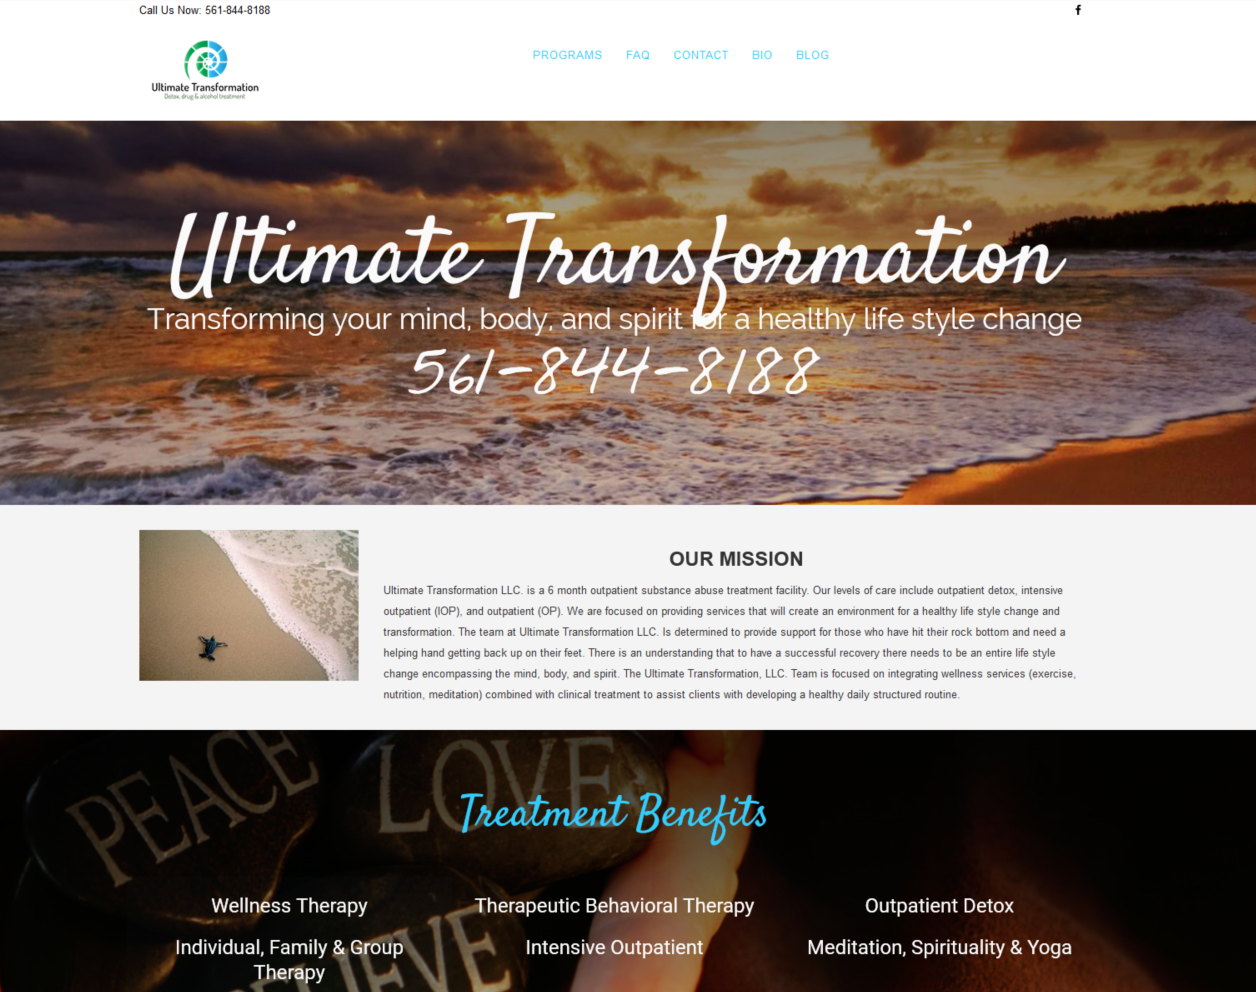 Call Us Now: 561-844-8188
Ultimate Transformation
Detox, drug & alcohol treatment
PROGRAMS FAQ CONTACT BIO BLOG
Ultimate Transformation
Transforming your mind, body, and spirit for a healthy life style change
561-844-8188
OUR MISSION
Ultimate Transformation LLC. is a 6 month outpatient substance abuse treatment facility. Our levels of care include outpatient detox, intensive
outpatient (IOP), and outpatient (OP). We are focused on providing services that will create an environment for a healthy life style change and
transformation. The team at Ultimate Transformation LLC. Is determined to provide support for those who have hit their rock bottom and need a
helping hand getting back up on their feet. There is an understanding that to have a successful recovery there needs to be an entire life style
change encompassing the mind, body, and spirit. The Ultimate Transformation, LLC. Team is focused on integrating wellness services (exercise,
nutrition, meditation) combined with clinical treatment to assist clients with developing a healthy daily structured routine.
PEACE
LOVE
Treatment Benefits
Wellness Therapy
Therapeutic Behavioral Therapy
Outpatient Detox
Individual, Family & Group
Therapy
Intensive Outpatient
Meditation, Spirituality & Yoga